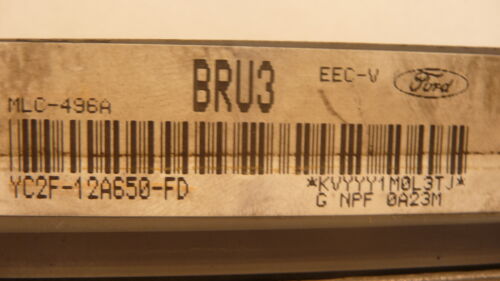 BRU3 EEC-V Ford
MLC-496A
YC2F-12A650-FD *KVYYY1M0L3TJ*
G NPF 0A23M